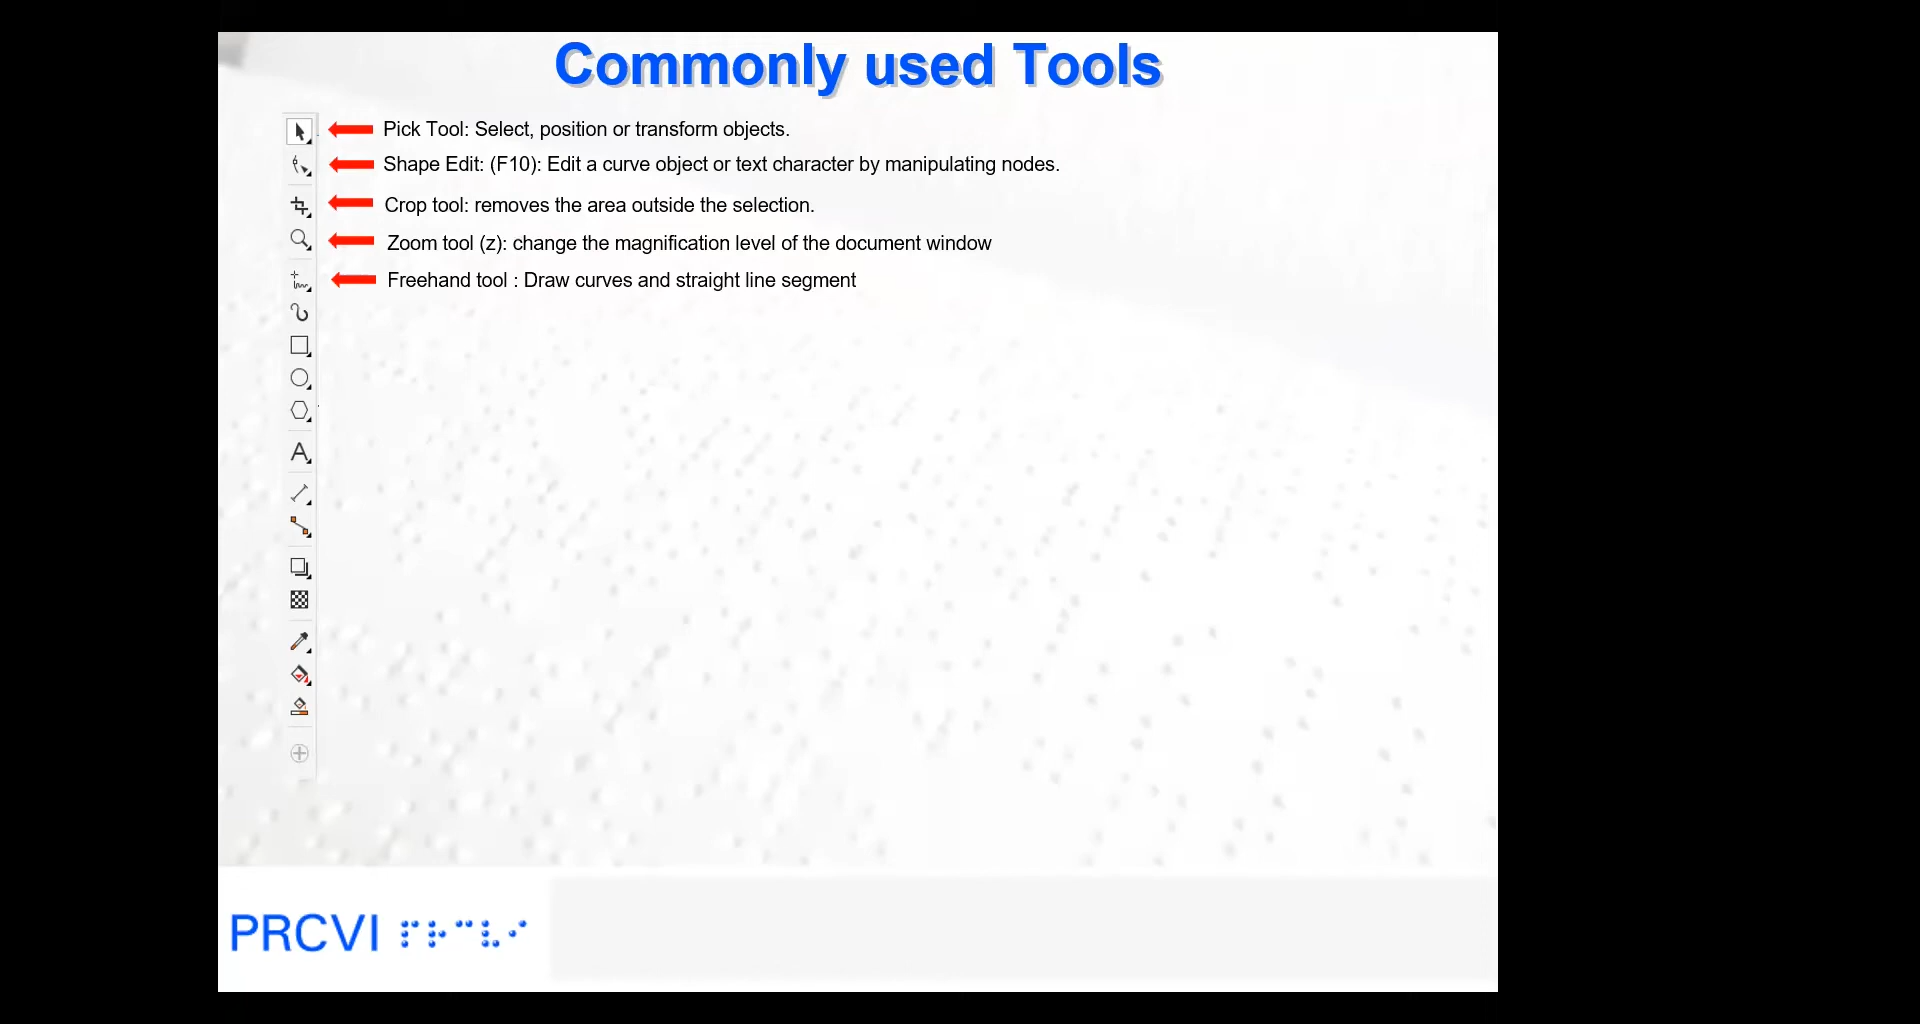 Commonly used Tools
Pick Tool: Select, position or transform objects.
Shape Edit: (F10): Edit a curve object or text character by manipulating nodes.
Crop tool: removes the area outside the selection.
Zoom tool (z): change the magnification level of the document window
Freehand tool : Draw curves and straight line segment
A
PRCVI ⠏⠗⠉⠧⠊